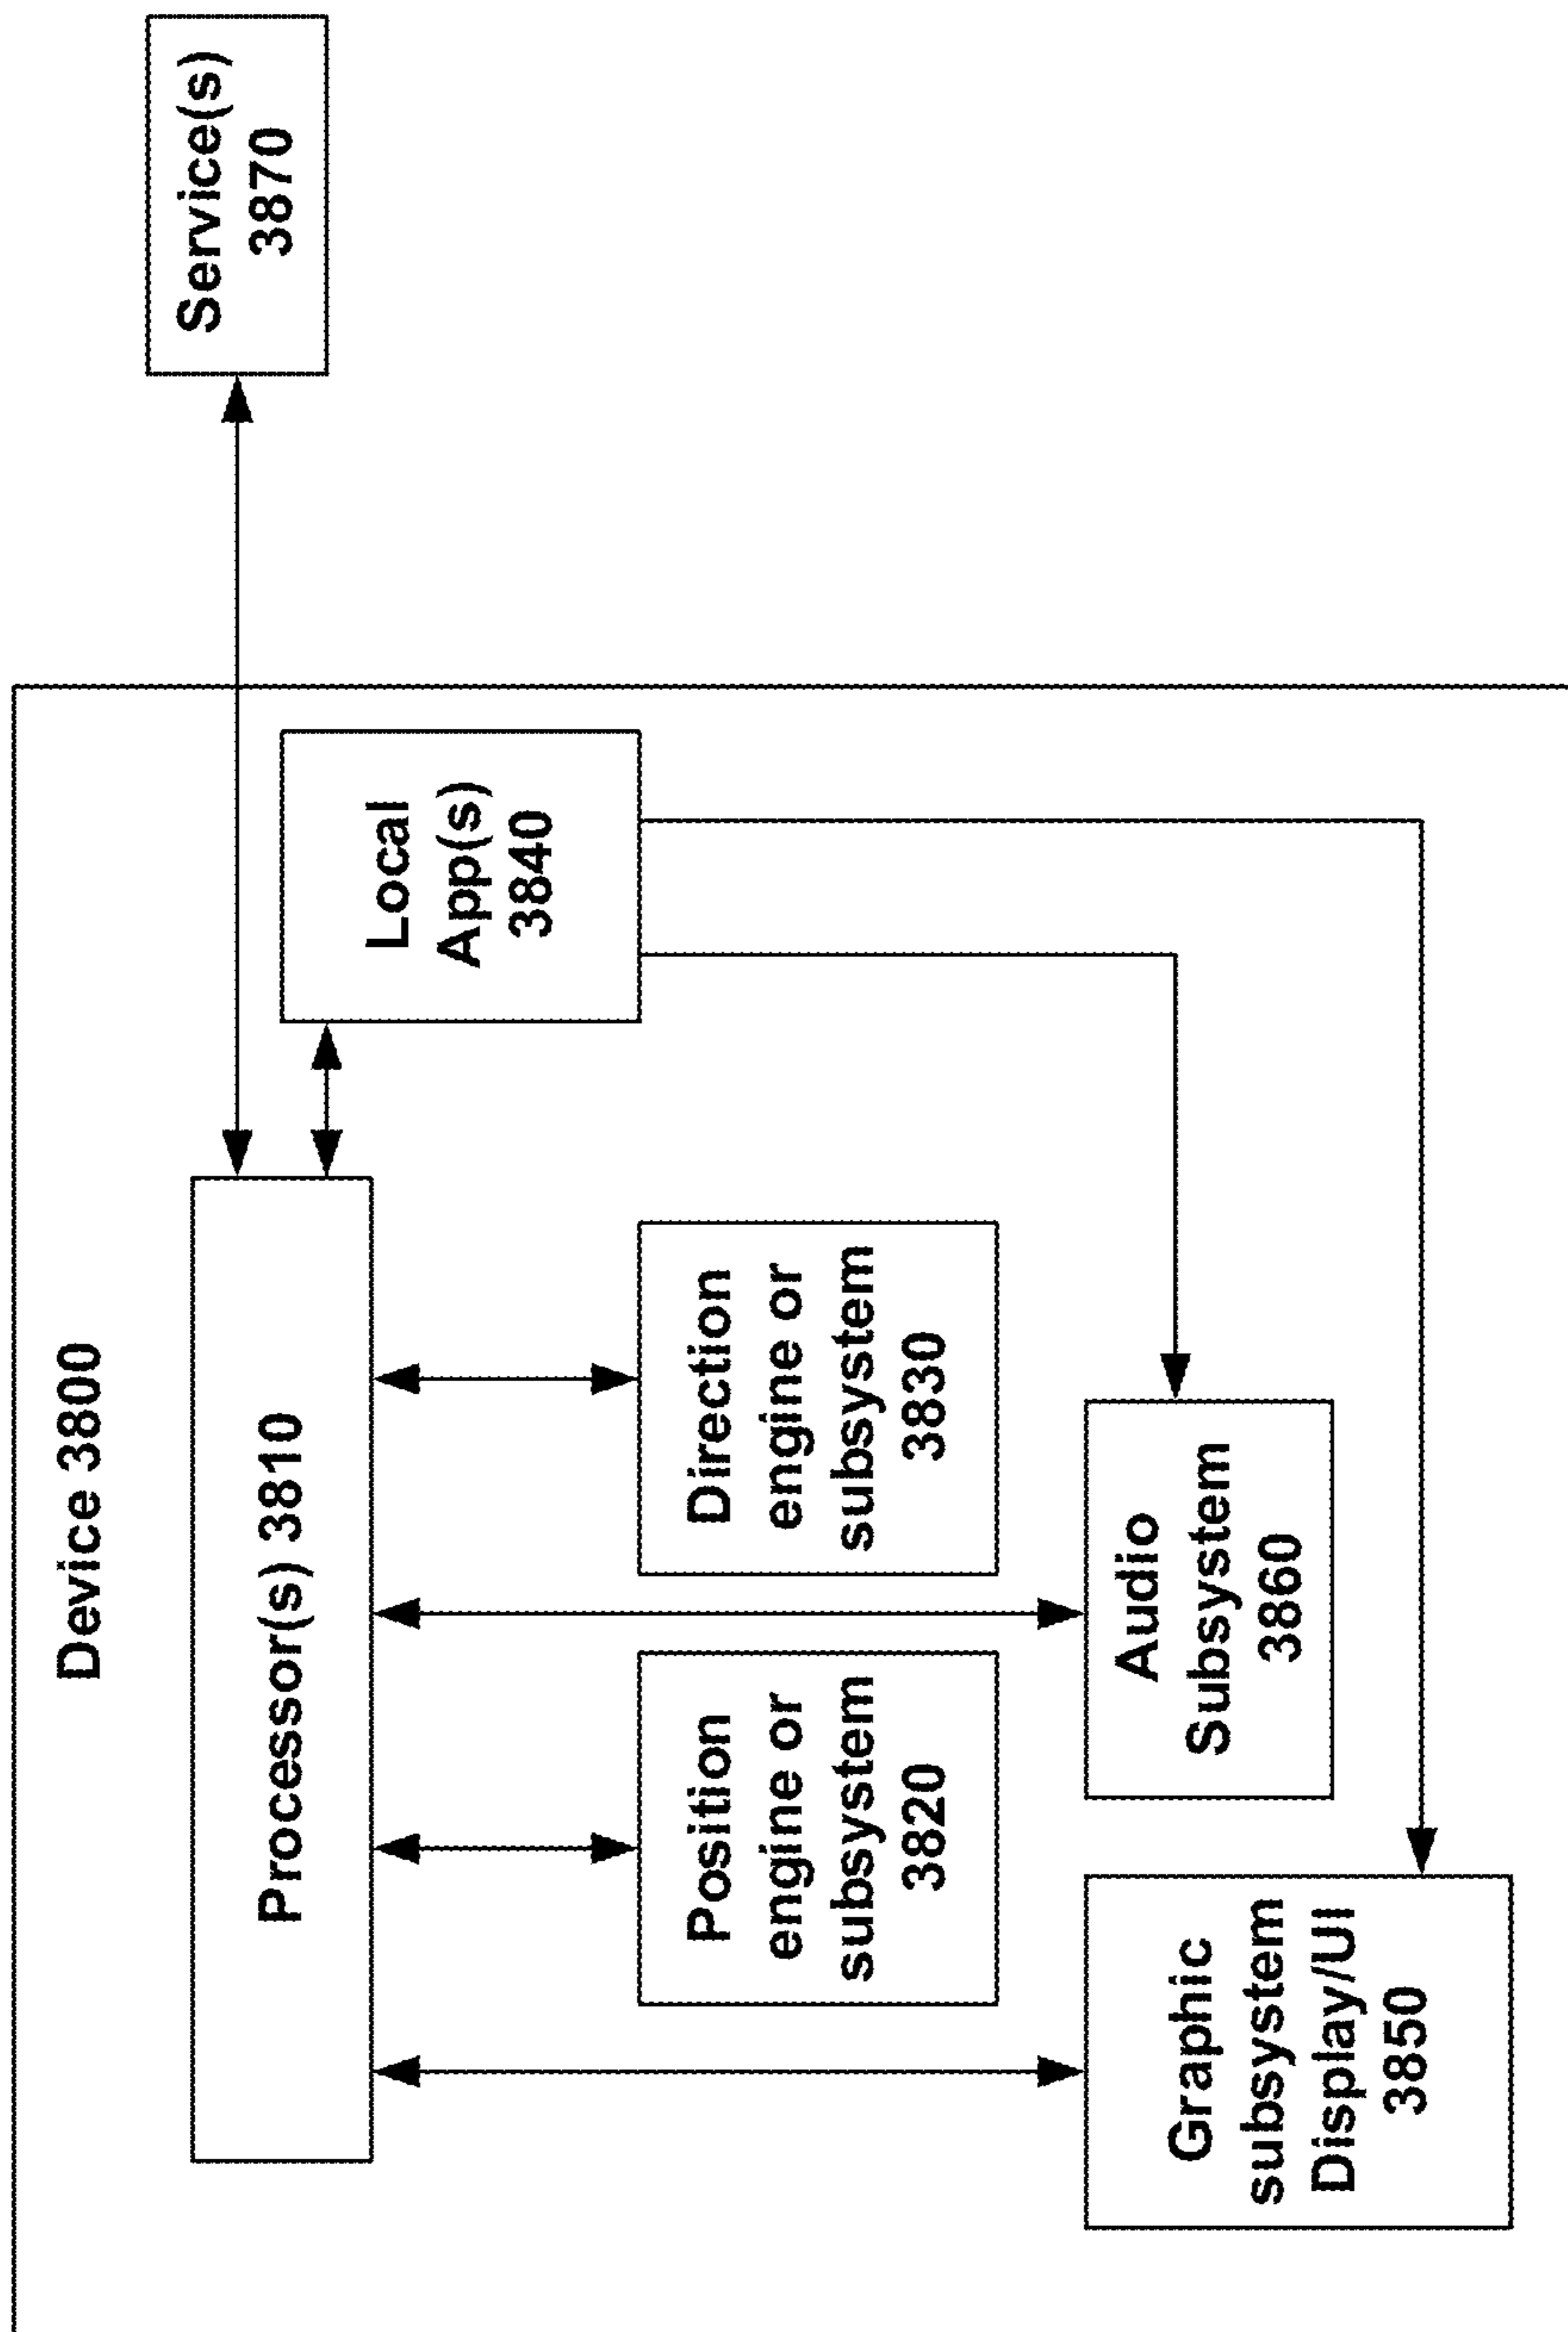 Device 3800
Processor(s) 3810
Service(s)
3870
Local
App(s)
3840
Position
engine or
subsystem
3820
Direction
engine or
subsystem
3830
Graphic
subsystem
Display/UI
3850
Audio
Subsystem
3860